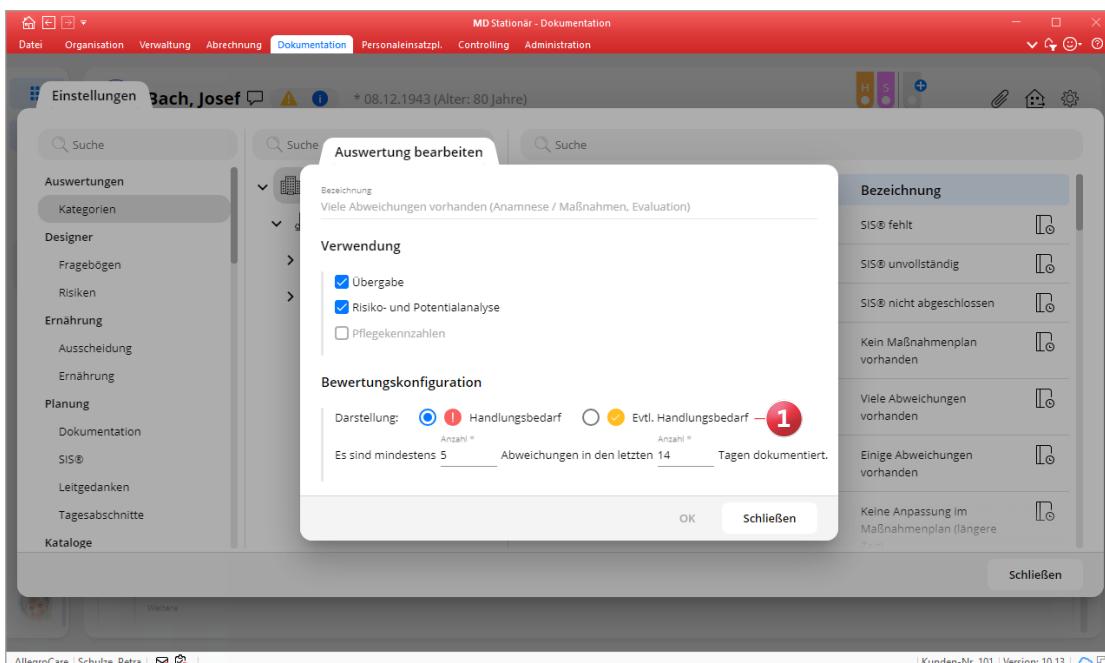 MD Stationär - Dokumentation
Datei Organisation Verwaltung Abrechnung Dokumentation Personaleinsatzpl. Controlling Administration
Einstellungen
Bach, Josef * 08.12.1943 (Alter: 80 Jahre)
H S
Suche
Suche
Suche
Auswertungen
Kategorien
Designer
Fragebögen
Risiken
Ernährung
Ausscheidung
Ernährung
Planung
Dokumentation
SIS®
Leitgedanken
Tagesabschnitte
Kataloge
Auswertung bearbeiten
Bezeichnung
Viele Abweichungen vorhanden (Anamnese / Maßnahmen, Evaluation)
Verwendung
Übergabe
Risiko- und Potentialanalyse
Pflegekennzahlen
Bewertungskonfiguration
Darstellung: Handlungsbedarf Evtl. Handlungsbedarf 1
Anzahl * Anzahl *
Es sind mindestens 5 Abweichungen in den letzten 14 Tagen dokumentiert.
OK Schließen
Bezeichnung
SIS® fehlt
SIS® unvollständig
SIS® nicht abgeschlossen
Kein Maßnahmenplan
vorhanden
Viele Abweichungen
vorhanden
Einige Abweichungen
vorhanden
Keine Anpassung im
Maßnahmenplan (längere
Schließen
Weitere
AllegroCare Schulze, Petra Kunden-Nr. 101 Version: 10.13